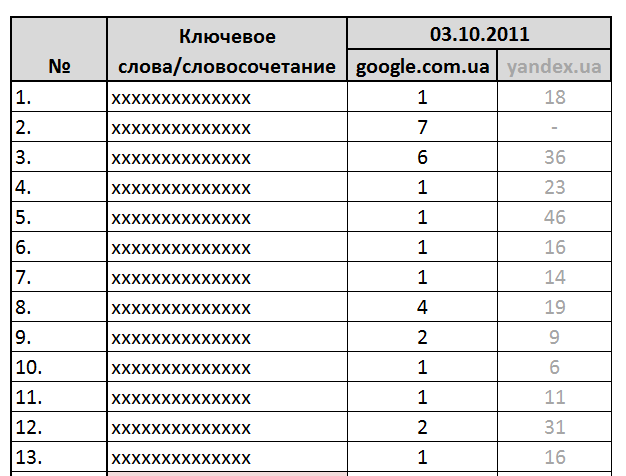 03.10.2011
№ Ключевое слова/словосочетание google.com.ua yandex.ua
1. xxxxxxxxxxxxxx 1 18
2. xxxxxxxxxxxxxx 7 -
3. xxxxxxxxxxxxxx 6 36
4. xxxxxxxxxxxxxx 1 23
5. xxxxxxxxxxxxxx 1 46
6. xxxxxxxxxxxxxx 1 16
7. xxxxxxxxxxxxxx 1 14
8. xxxxxxxxxxxxxx 4 19
9. xxxxxxxxxxxxxx 2 9
10. xxxxxxxxxxxxxx 1 6
11. xxxxxxxxxxxxxx 1 11
12. xxxxxxxxxxxxxx 2 31
13. xxxxxxxxxxxxxx 1 16